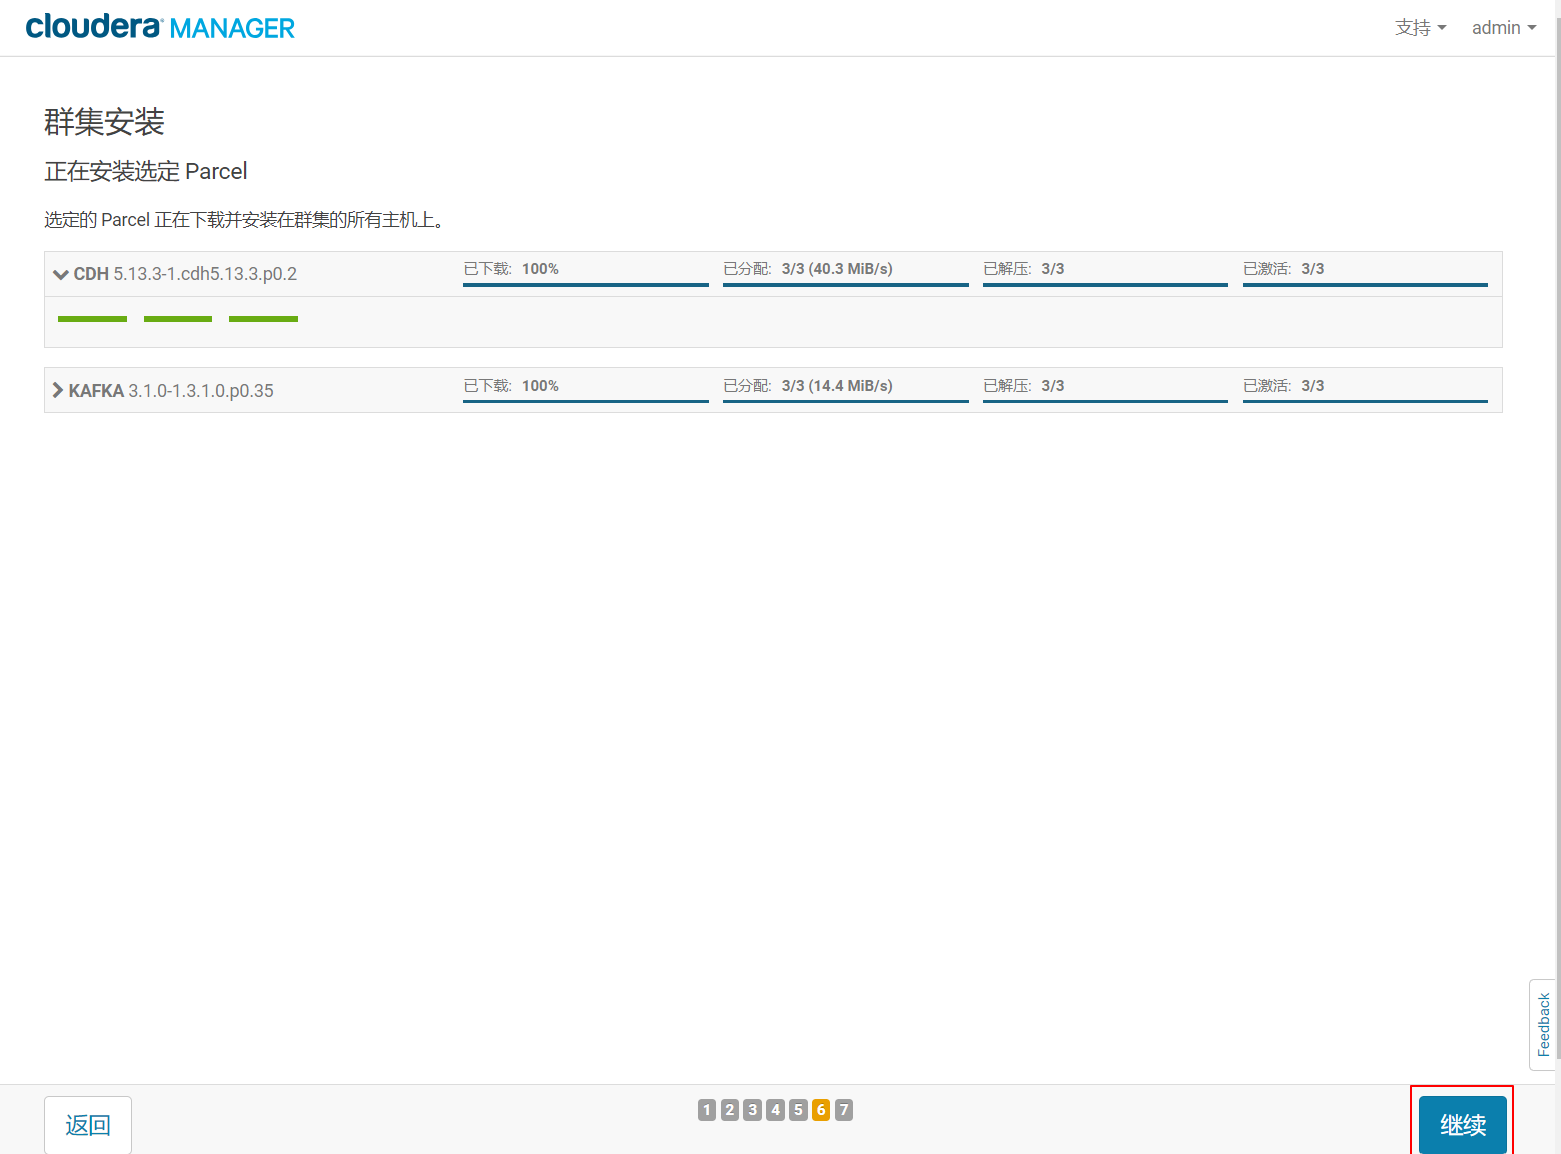 cloudera MANAGER
支持 admin
群集安装
正在安装选定 Parcel
选定的 Parcel 正在下载并安装在群集的所有主机上。
CDH 5.13.3-1.cdh5.13.3.p0.2 已下载: 100% 已分配: 3/3 (40.3 MiB/s) 已解压: 3/3 已激活: 3/3
KAFKA 3.1.0-1.3.1.0.p0.35 已下载: 100% 已分配: 3/3 (14.4 MiB/s) 已解压: 3/3 已激活: 3/3
Feedback
返回 1 2 3 4 5 6 7 继续